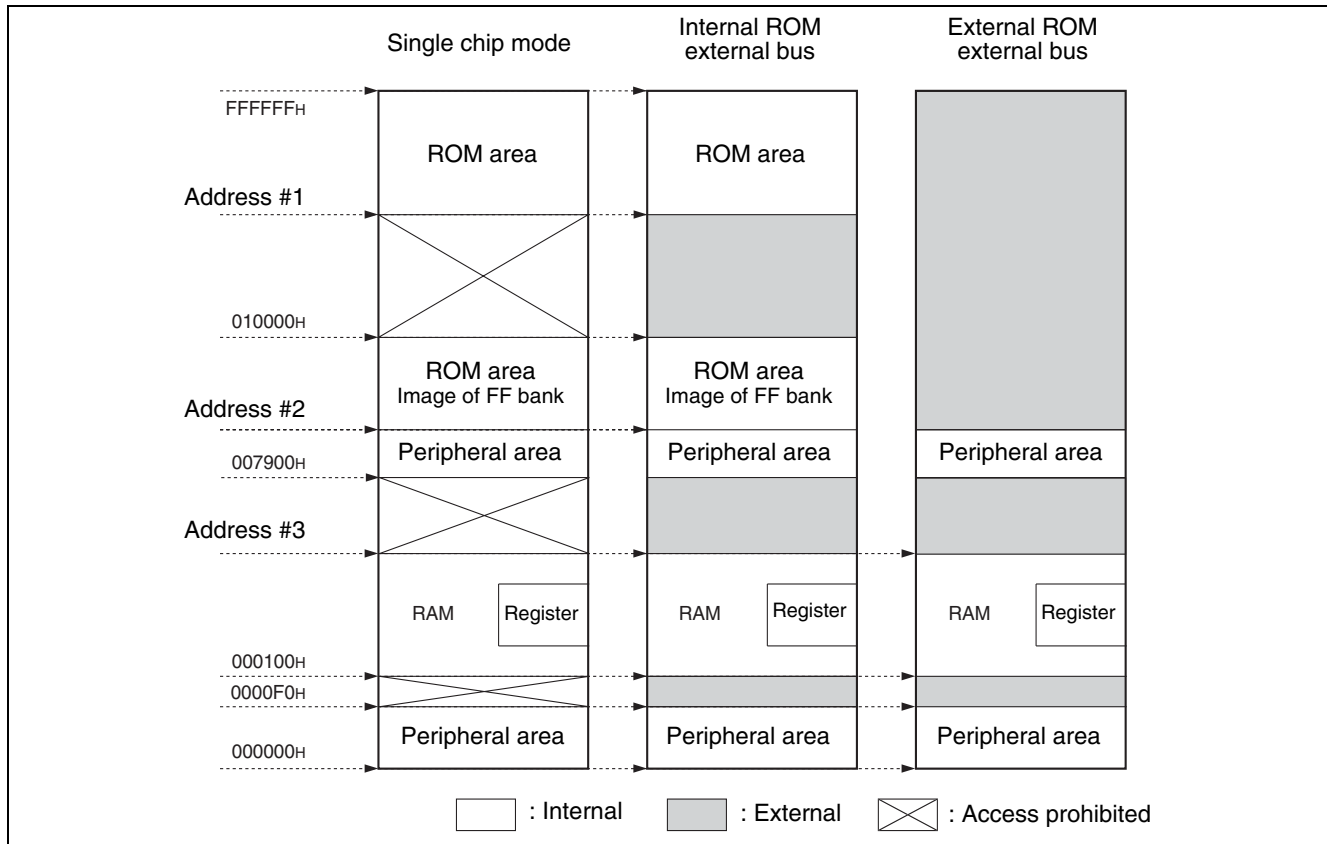 Single chip mode
Internal ROM
external bus
External ROM
external bus
FFFFFFH
ROM area
ROM area
Address #1
010000H
ROM area
Image of FF bank
ROM area
Image of FF bank
Address #2
Peripheral area
Peripheral area
Peripheral area
007900H
Address #3
RAM
Register
RAM
Register
RAM
Register
000100H
0000F0H
Peripheral area
Peripheral area
Peripheral area
000000H
: Internal
: External
: Access prohibited